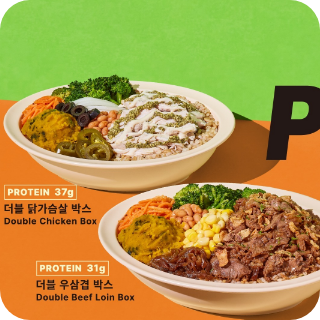 P
PROTEIN 37g
더블 닭가슴살 박스
Double Chicken Box
PROTEIN 31g
더블 우삼겹 박스
Double Beef Loin Box